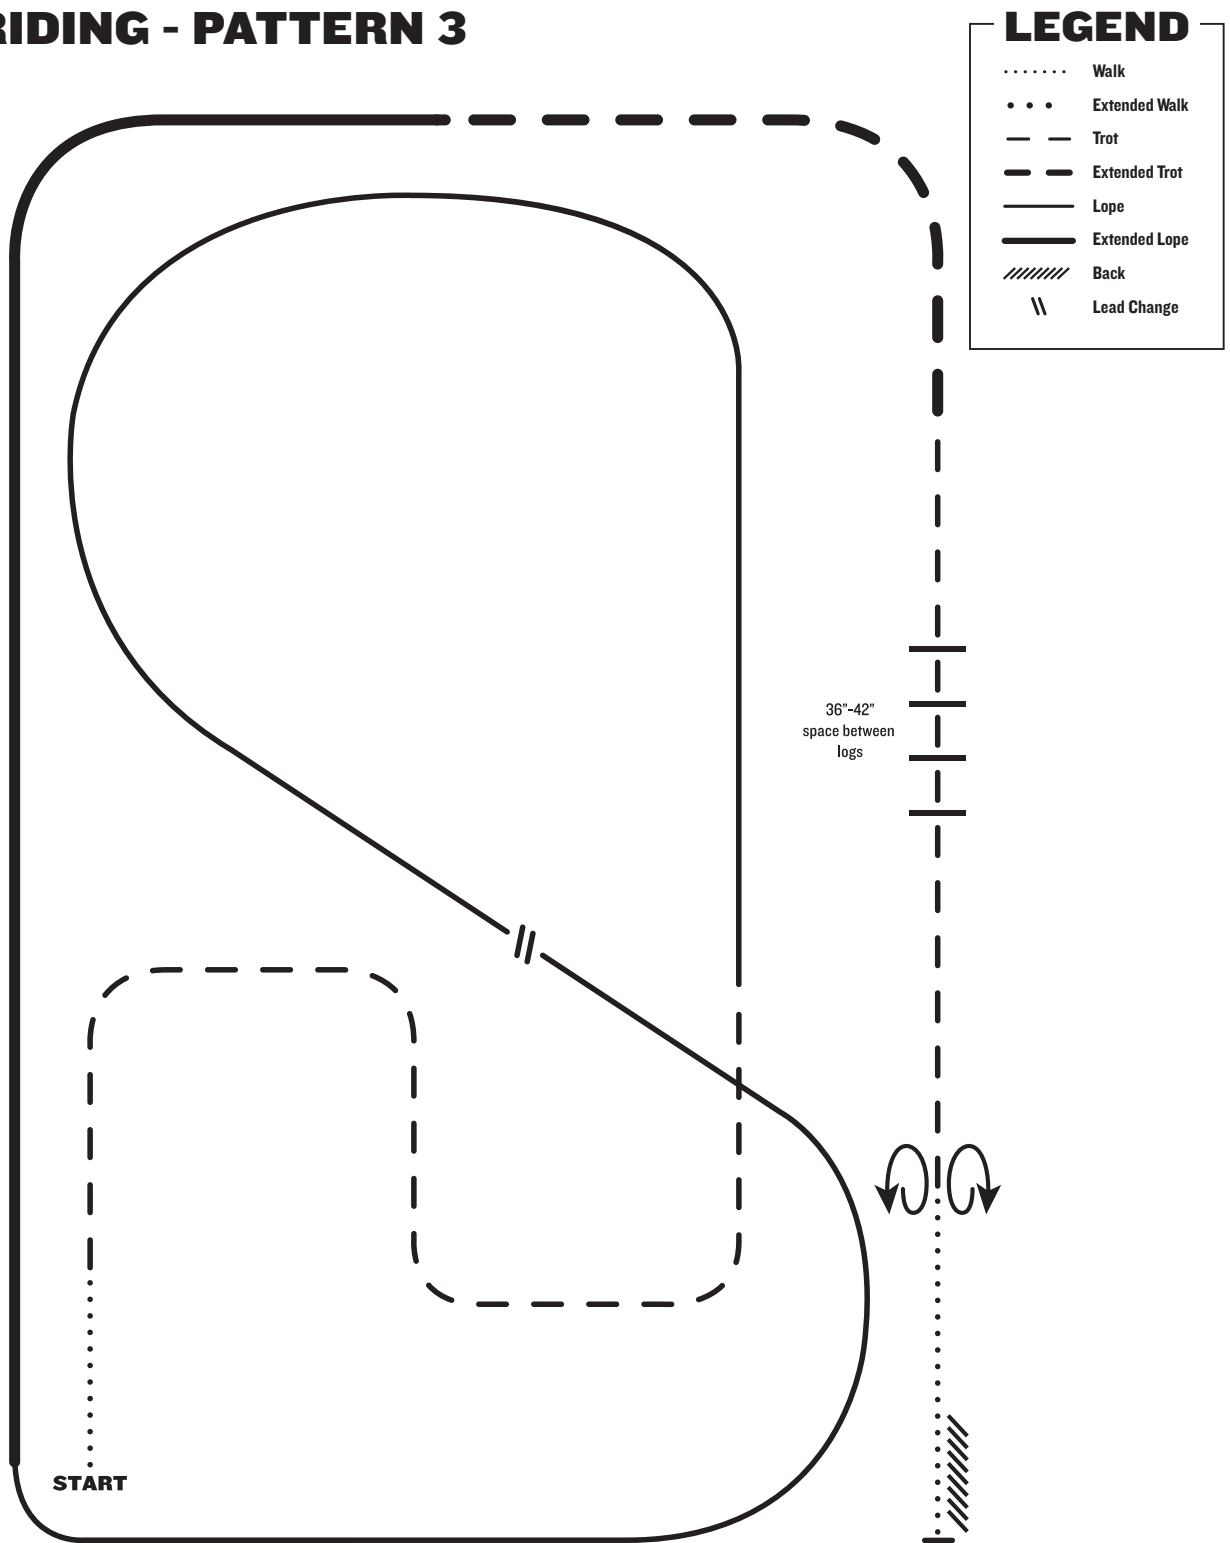 RIDING - PATTERN 3
LEGEND
Walk
Extended Walk
Trot
Extended Trot
Lope
Extended Lope
Back
Lead Change
36”-42”
space between
logs
START